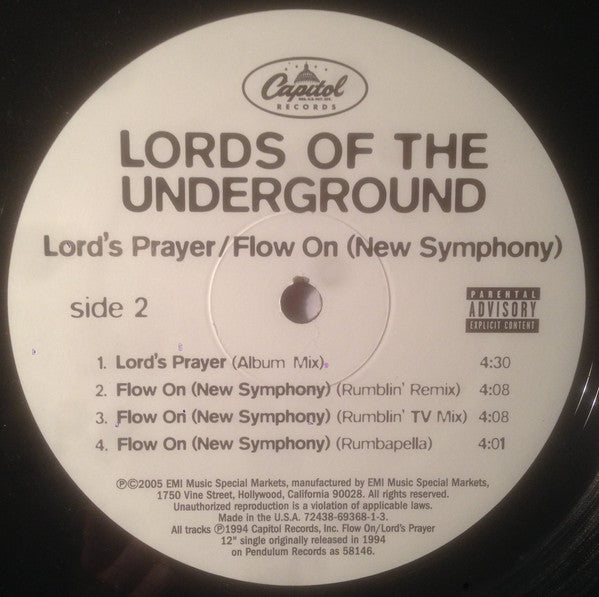 Capitol
REG. U.S. PAT. OFF.
RECORDS
LORDS OF THE
UNDERGROUND
Lord's Prayer/Flow On (New Symphony)
side 2
PARENTAL
ADVISORY
EXPLICIT CONTENT
1. Lord's Prayer (Album Mix) 4:30
2. Flow On (New Symphony) (Rumblin' Remix) 4:08
3. Flow On (New Symphony) (Rumblin' TV Mix) 4:08
4. Flow On (New Symphony) (Rumbapella) 4:01
℗©2005 EMI Music Special Markets, manufactured by EMI Music Special Markets,
1750 Vine Street, Hollywood, California 90028. All rights reserved.
Unauthorized reproduction is a violation of applicable laws.
Made in the U.S.A. 72438-69368-1-3.
All tracks ℗1994 Capitol Records, Inc. Flow On/Lord's Prayer
12" single originally released in 1994
on Pendulum Records as 58146.